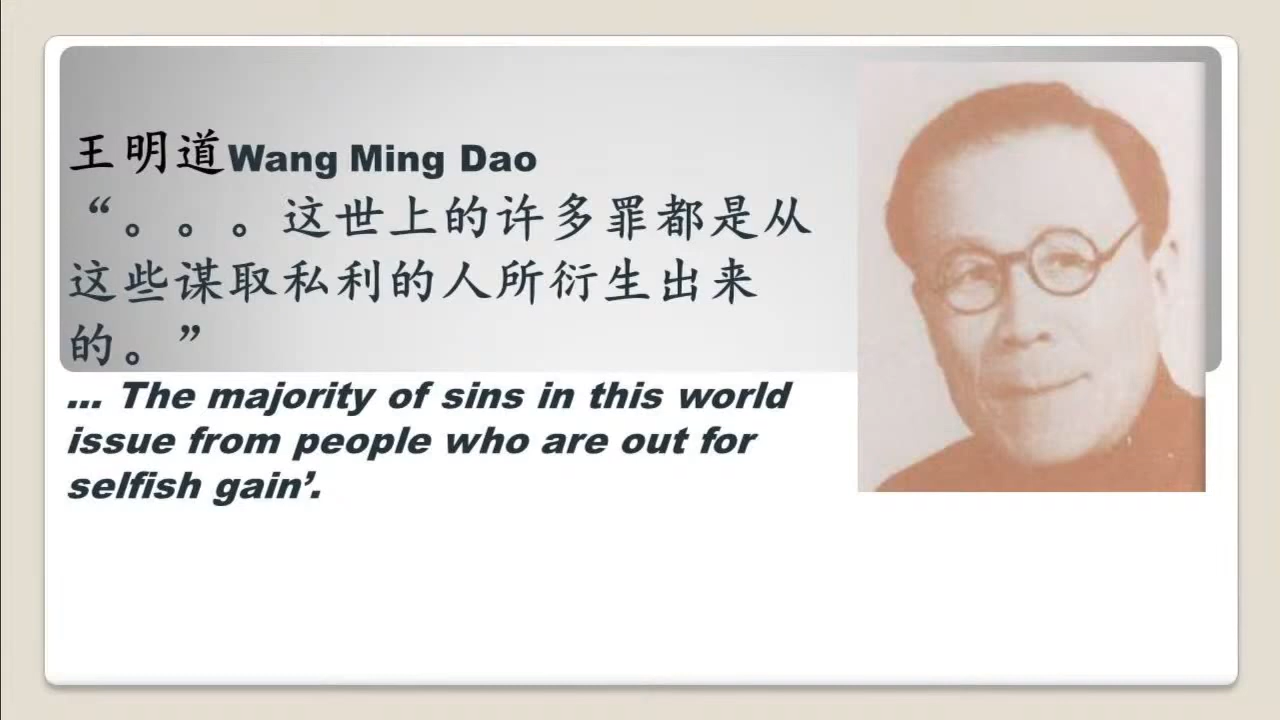 王明道Wang Ming Dao
“。。。这世上的许多罪都是从
这些谋取私利的人所衍生出来
的。”
... The majority of sins in this world
issue from people who are out for
selfish gain’.